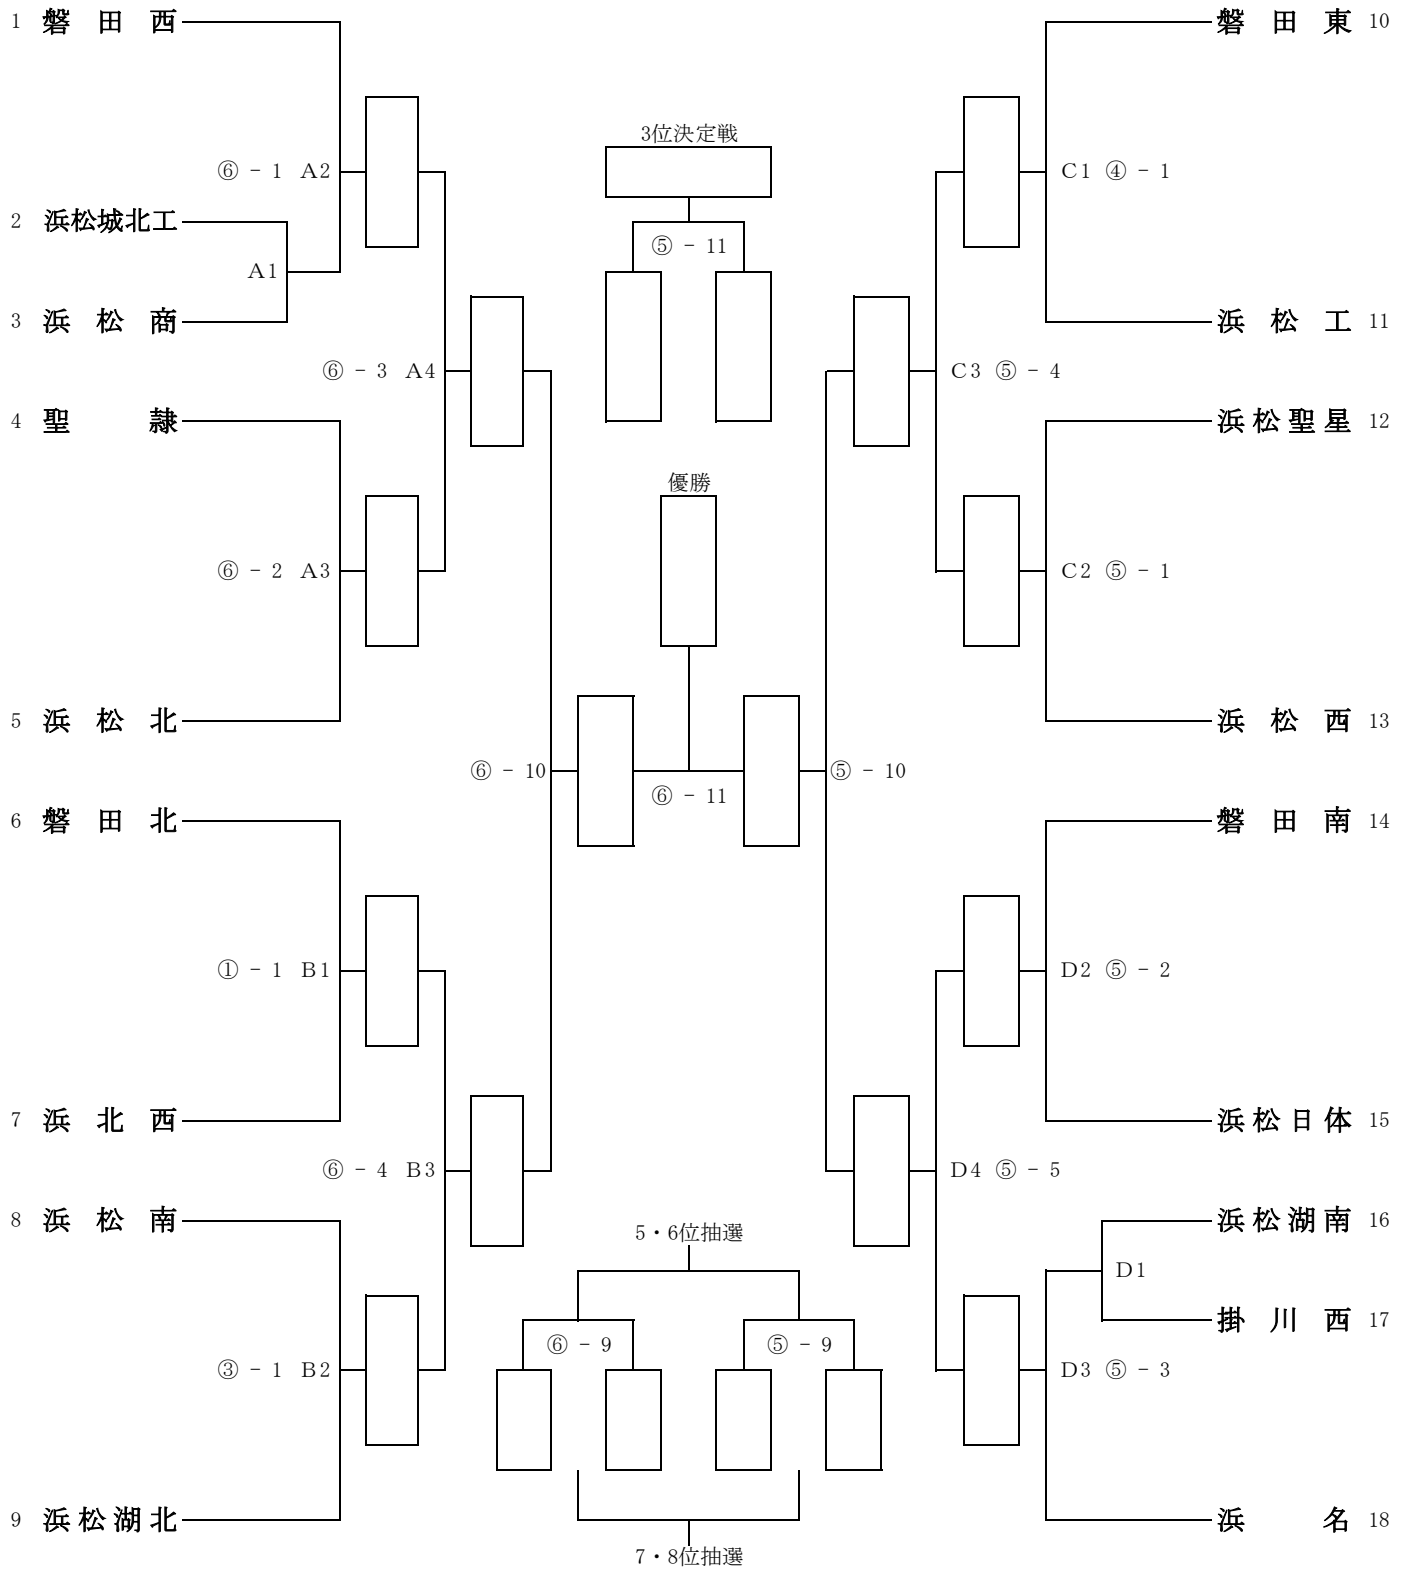 1 磐田西
磐田東 10
3位決定戦
⑥ - 1 A2
C1 ④ - 1
2 浜松城北工
⑤ - 11
A1
3 浜松商
浜松工 11
⑥ - 3 A4
C3 ⑤ - 4
4 聖隷
浜松聖星 12
優勝
⑥ - 2 A3
C2 ⑤ - 1
5 浜松北
浜松西 13
⑥ - 10
⑤ - 10
⑥ - 11
6 磐田北
磐田南 14
① - 1 B1
D2 ⑤ - 2
7 浜北西
浜松日体 15
⑥ - 4 B3
D4 ⑤ - 5
8 浜松南
浜松湖南 16
5・6位抽選
D1
掛川西 17
⑥ - 9
⑤ - 9
③ - 1 B2
D3 ⑤ - 3
9 浜松湖北
浜名 18
7・8位抽選